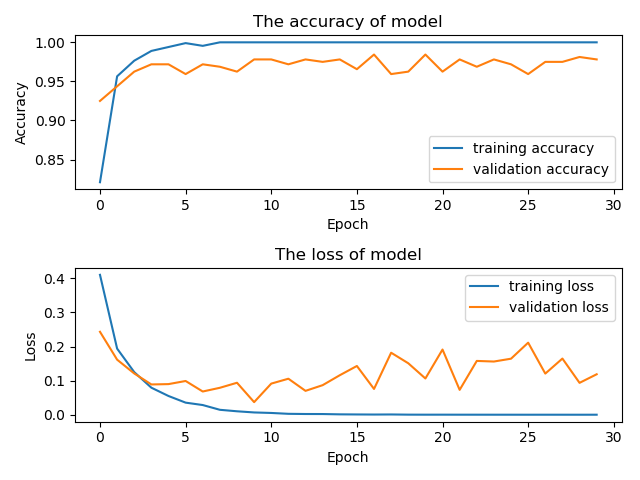 The accuracy of model
1.00
0.95
0.90
0.85
Accuracy
training accuracy
validation accuracy
0 5 10 15 20 25 30
Epoch
The loss of model
0.4
0.3
0.2
0.1
0.0
Loss
training loss
validation loss
0 5 10 15 20 25 30
Epoch